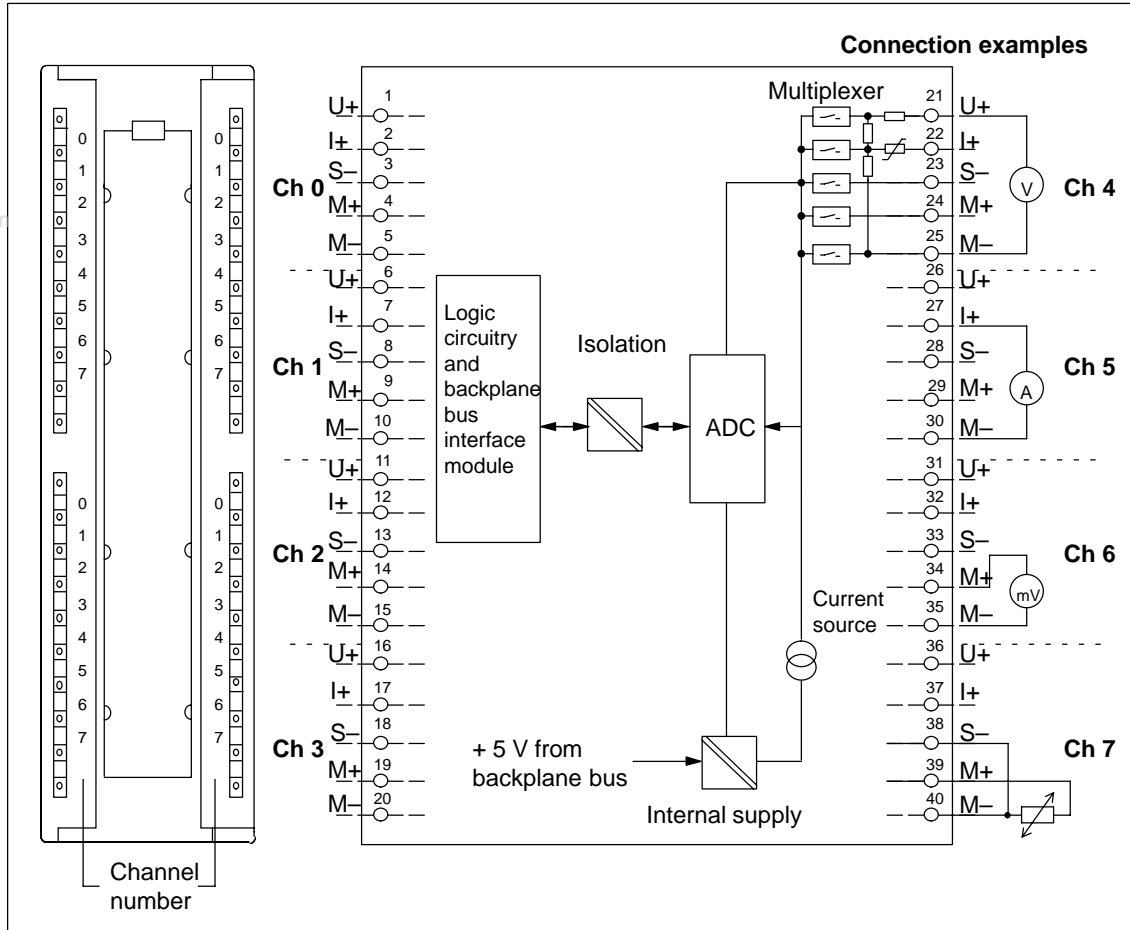 Connection examples
0
1
2
3
4
5
6
7
0
1
2
3
4
5
6
7
0
1
2
3
4
5
6
7
0
1
2
3
4
5
6
7
Channel
number
Ch 0
U+ 1
I+ 2
S– 3
M+ 4
M– 5
Ch 1
U+ 6
I+ 7
S– 8
M+ 9
M– 10
Ch 2
U+ 11
I+ 12
S– 13
M+ 14
M– 15
Ch 3
U+ 16
I+ 17
S– 18
M+ 19
M– 20
Logic
circuitry
and
backplane
bus
interface
module
Isolation
ADC
Multiplexer
Current
source
+ 5 V from
backplane bus
Internal supply
21 U+
22 I+
23 S–
24 M+
25 M–
V
Ch 4
26 U+
27 I+
28 S–
29 M+
30 M–
A
Ch 5
31 U+
32 I+
33 S–
34 M+
35 M–
mV
Ch 6
36 U+
37 I+
38 S–
39 M+
40 M–
Ch 7